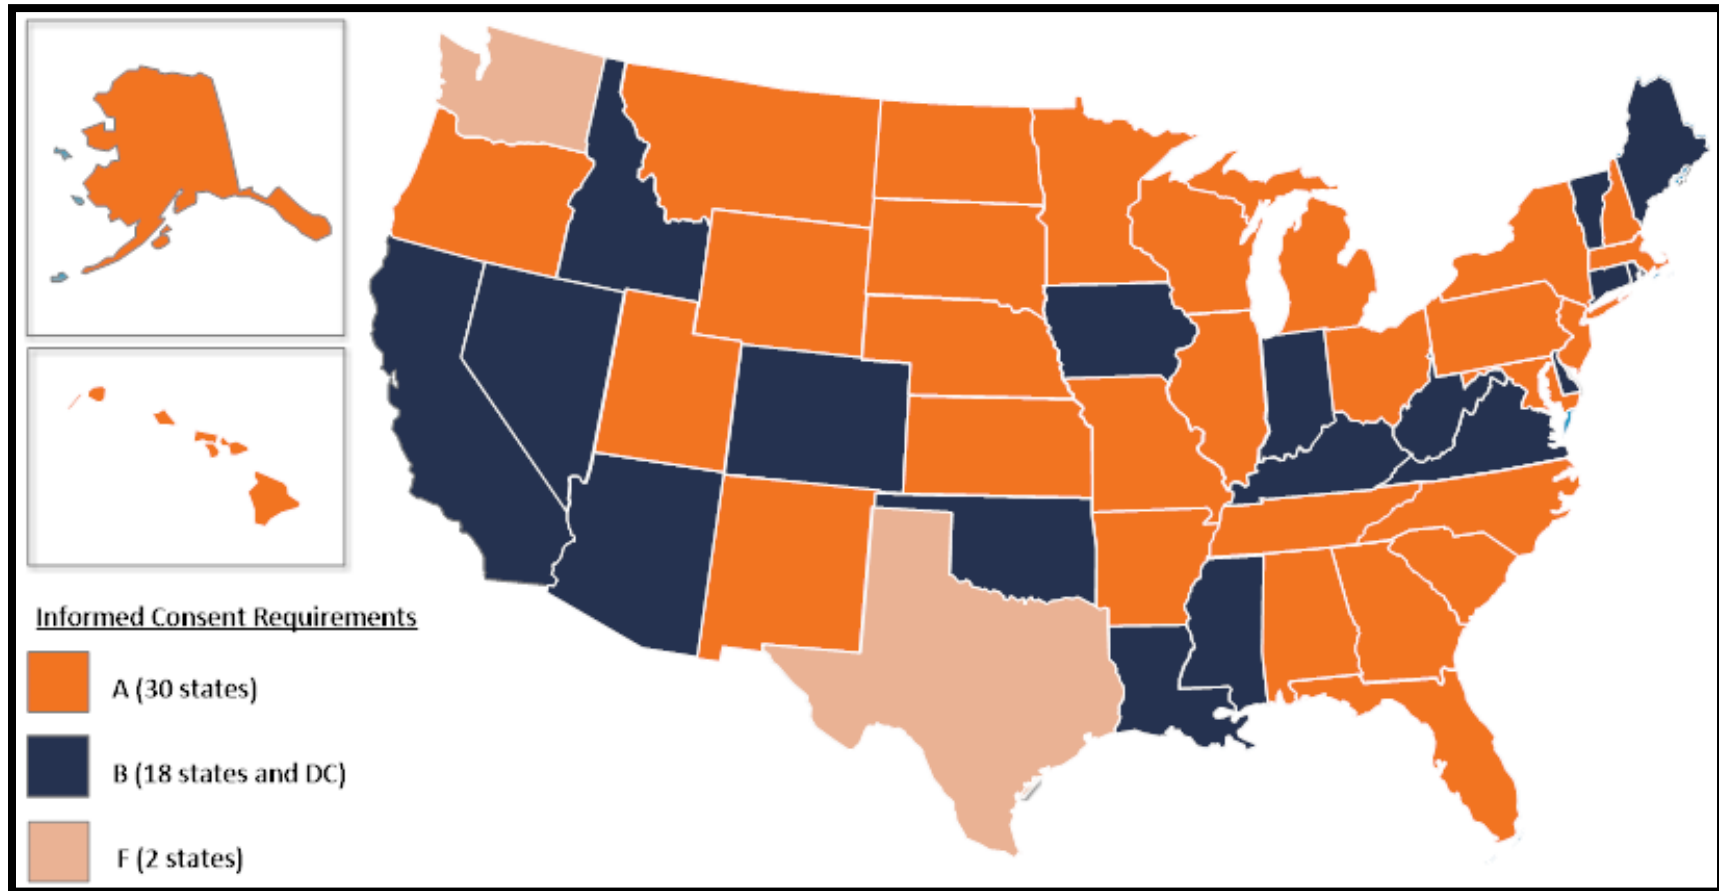 Informed Consent Requirements
A (30 states)
B (18 states and DC)
F (2 states)